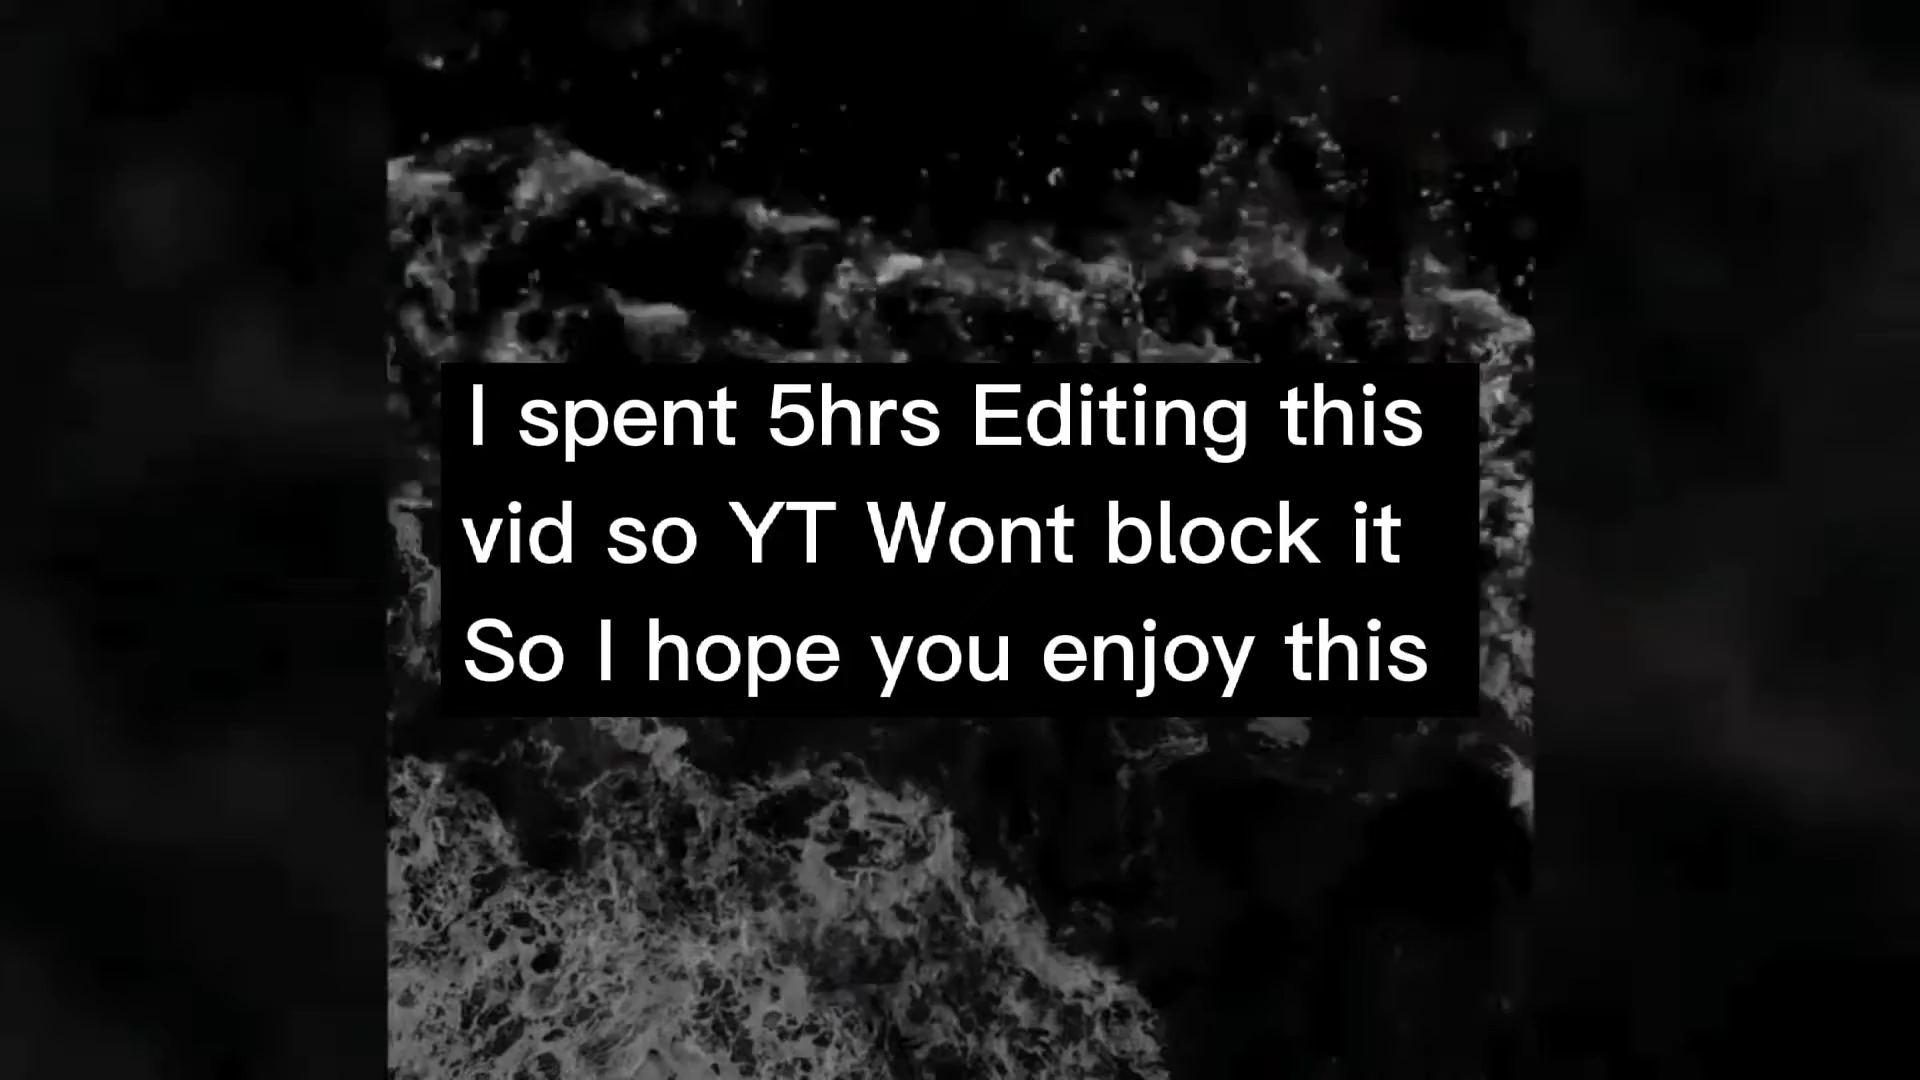 I spent 5hrs Editing this
vid so YT Wont block it
So I hope you enjoy this